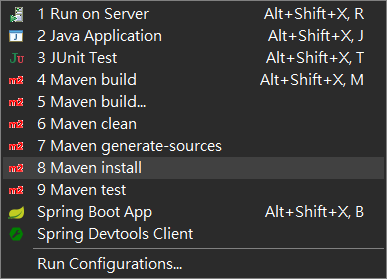 1 Run on Server Alt+Shift+X, R
2 Java Application Alt+Shift+X, J
3 JUnit Test Alt+Shift+X, T
4 Maven build Alt+Shift+X, M
5 Maven build...
6 Maven clean
7 Maven generate-sources
8 Maven install
9 Maven test
Spring Boot App Alt+Shift+X, B
Spring Devtools Client
Run Configurations...